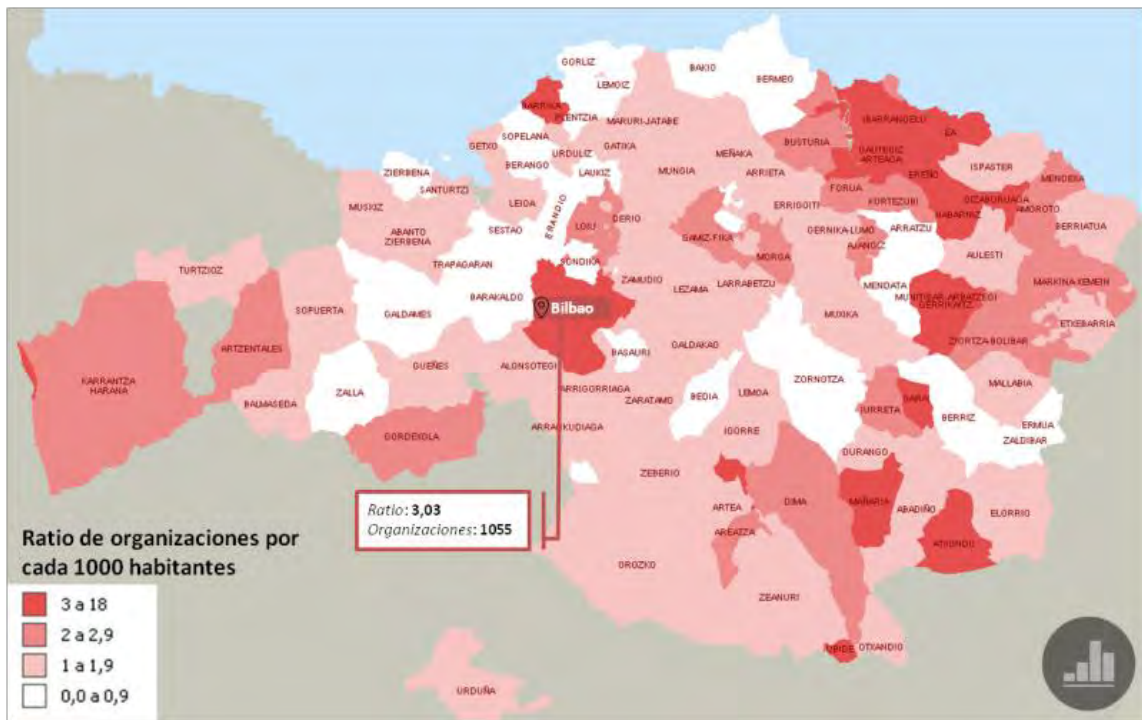 GORLIZ
BAKIO
BERMEO
LEMOIZ
BARRIKA
PLENTZIA
IBARRANGELU
MARURI-JATABE
EA
SOPELANA
BUSTURIA
GETXO
URDULIZ
GATIKA
GAUTEGIZ
ARTEAGA
MEÑAKA
ZIERBENA
BERANGO
LAUKIZ
MUNGIA
ARRIETA
EREÑO
ISPASTER
MENDEXA
SANTURTZI
FORUA
KORTEZUBI
GIZABURUAGA
MUSKIZ
LEIOA
ERRIGOITI
NABARNIZ
AMOROTO
ERANDIO
LOIU
DERIO
ABANTO
ZIERBENA
SESTAO
GAMIZ-FIKA
GERNIKA-LUMO
ARRATZU
BERRIATUA
AJANGIZ
AULESTI
TRAPAGARAN
SONDIKA
MORGA
TURTZIOZ
ZAMUDIO
LARRABETZU
MENDATA
MARKINA-XEMEIN
LEZAMA
BARAKALDO
MUNITIBAR-ARBATZEGI
GERRIKAITZ
SOPUERTA
GALDAMES
Bilbao
MUXIKA
ETXEBARRIA
GALDAKAO
ZIORTZA-BOLIBAR
ARTZENTALES
BASAURI
GUEÑES
ALONSOTEGI
KARRANTZA
HARANA
ZORNOTZA
MALLABIA
ARRIGORRIAGA
ZALLA
BEDIA
LEMOA
GARAI
BALMASEDA
ZARATAMO
IURRETA
BERRIZ
ERMUA
ARRANKUDIAGA
IGORRE
GORDEXOLA
ZALDIBAR
DURANGO
ZEBERIO
DIMA
MAÑARIA
Ratio: 3,03
Organizaciones: 1055
ARTEA
ABADIÑO
ELORRIO
AREATZA
ATXONDO
OROZKO
ZEANURI
UBIDE
OTXANDIO
URDUÑA
Ratio de organizaciones por
cada 1000 habitantes
3 a 18
2 a 2,9
1 a 1,9
0,0 a 0,9